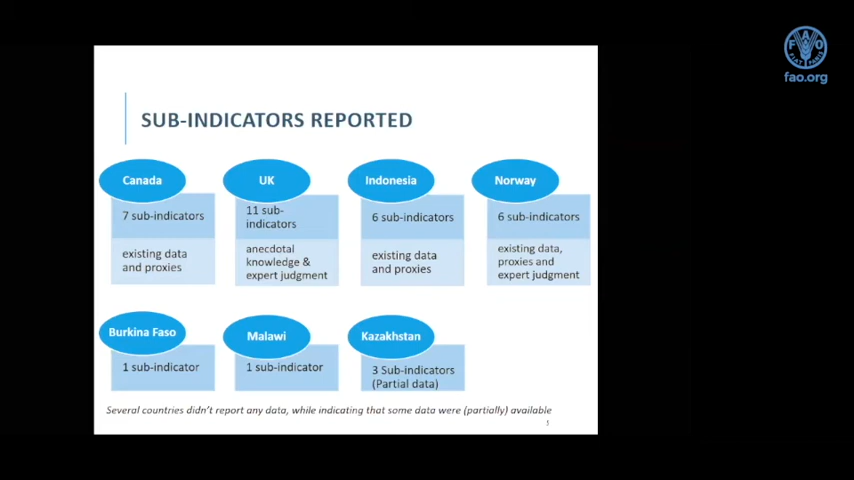 F A O
FIAT PANIS
fao.org
SUB-INDICATORS REPORTED
Canada
7 sub-indicators
existing data
and proxies
UK
11 sub-
indicators
anecdotal
knowledge &
expert judgment
Indonesia
6 sub-indicators
existing data
and proxies
Norway
6 sub-indicators
existing data,
proxies and
expert judgment
Burkina Faso
1 sub-indicator
Malawi
1 sub-indicator
Kazakhstan
3 Sub-indicators
(Partial data)
Several countries didn't report any data, while indicating that some data were (partially) available